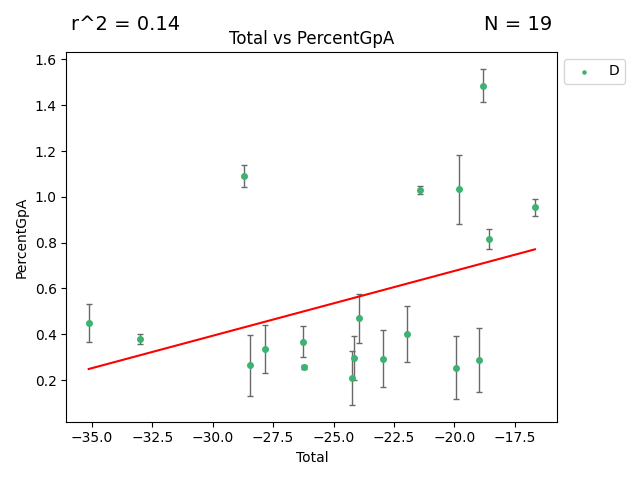 r^2 = 0.14
N = 19
Total vs PercentGpA
D
PercentGpA
1.6
1.4
1.2
1.0
0.8
0.6
0.4
0.2
−35.0 −32.5 −30.0 −27.5 −25.0 −22.5 −20.0 −17.5
Total